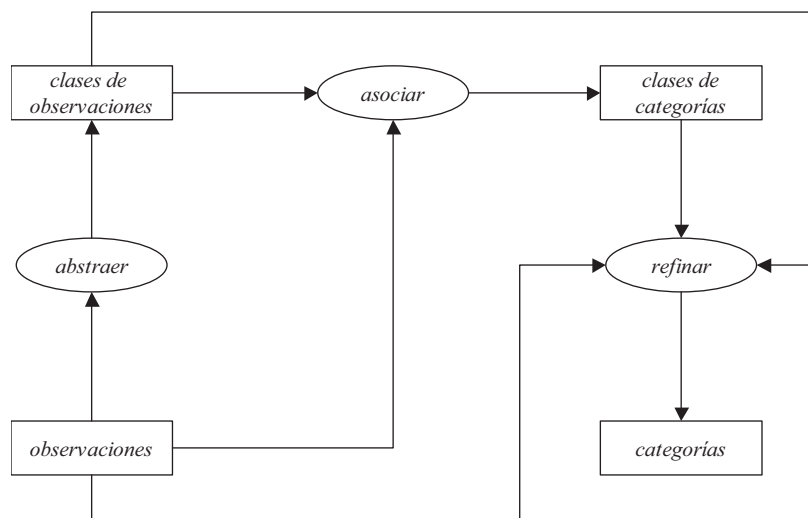 clases de
observaciones
asociar
clases de
categorías
abstraer
refinar
observaciones
categorías